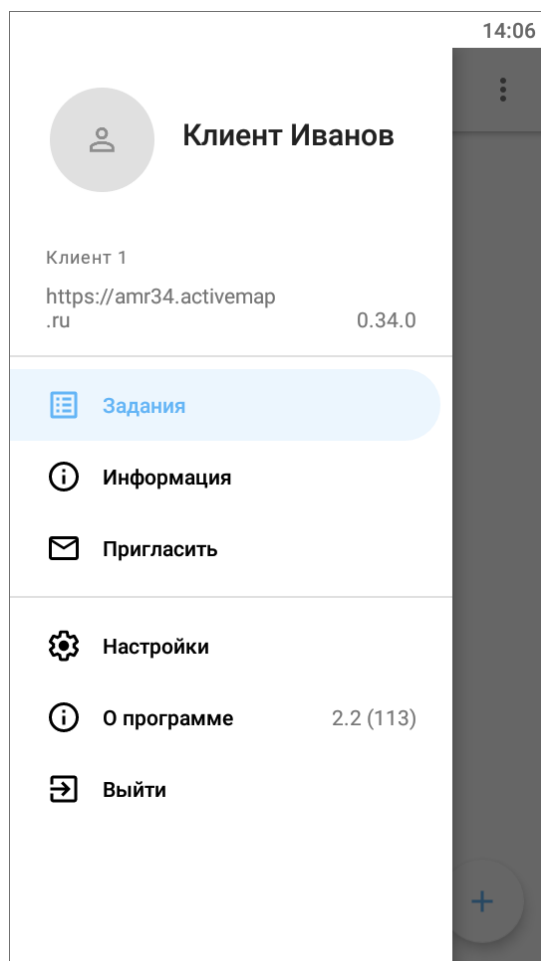 14:06
Клиент Иванов
Клиент 1
https://amr34.activemap
.ru 0.34.0
Задания
Информация
Пригласить
Настройки
О программе 2.2 (113)
Выйти